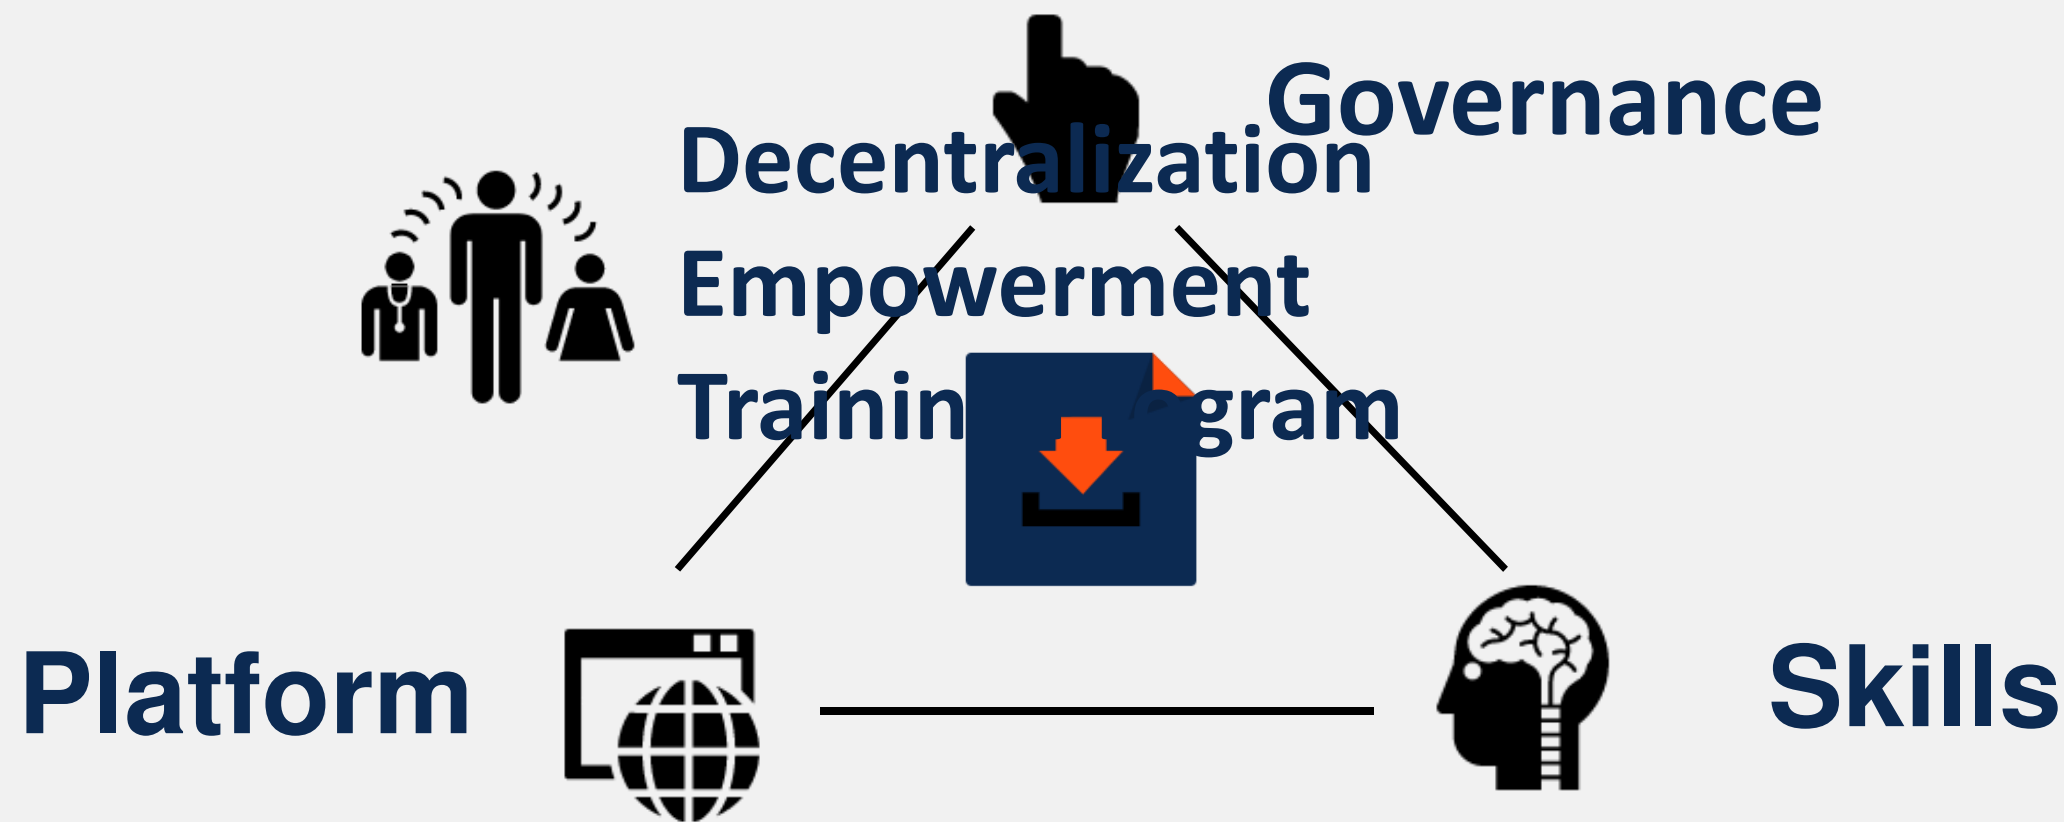 Governance
Decentralization
Empowerment
Trainin gram
Platform
Skills